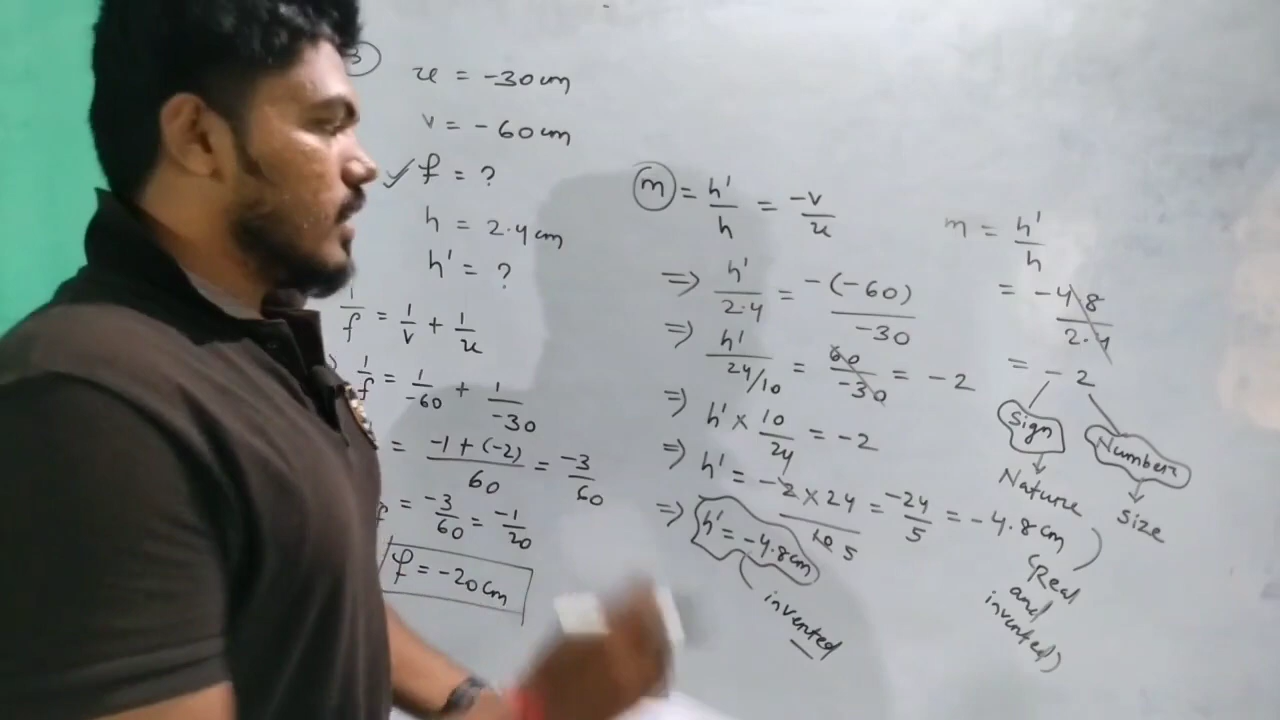 3
u = -30 cm
v = -60 cm
✓ f = ?
h = 2.4 cm
h' = ?
1/f = 1/v + 1/u
1/f = 1/-60 + 1/-30
= -1 + (-2)/60 = -3/60
= -3/60 = -1/20
f = -20 cm
m = h'/h = -v/u
⇒ h'/2.4 = -(-60)/-30
⇒ h'/24/10 = 60/-30 = -2
⇒ h' × 10/24 = -2
⇒ h' = -2 × 24/10 5 = -24/5 = -4.8 cm
⇒ h' = -4.8 cm
invented
(Real
and
invented)
m = h'/h
= -4.8/2.4
= -2
Sign
Number
Nature
Size